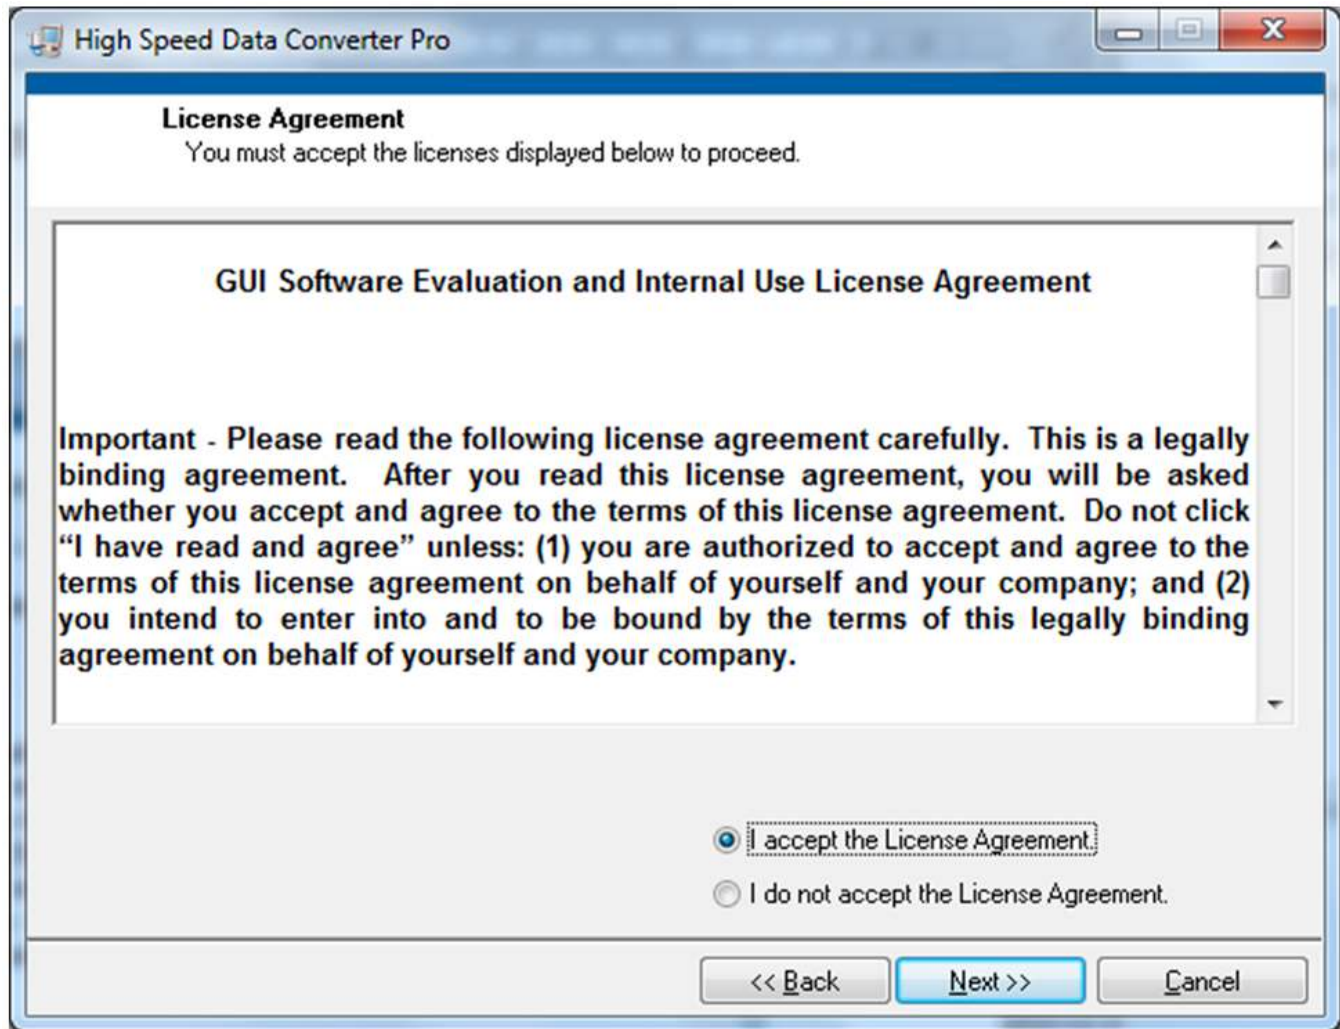 High Speed Data Converter Pro
License Agreement
You must accept the licenses displayed below to proceed.
GUI Software Evaluation and Internal Use License Agreement
Important - Please read the following license agreement carefully. This is a legally
binding agreement. After you read this license agreement, you will be asked
whether you accept and agree to the terms of this license agreement. Do not click
“I have read and agree” unless: (1) you are authorized to accept and agree to the
terms of this license agreement on behalf of yourself and your company; and (2)
you intend to enter into and to be bound by the terms of this legally binding
agreement on behalf of yourself and your company.
I accept the License Agreement.
I do not accept the License Agreement.
<< Back Next >> Cancel